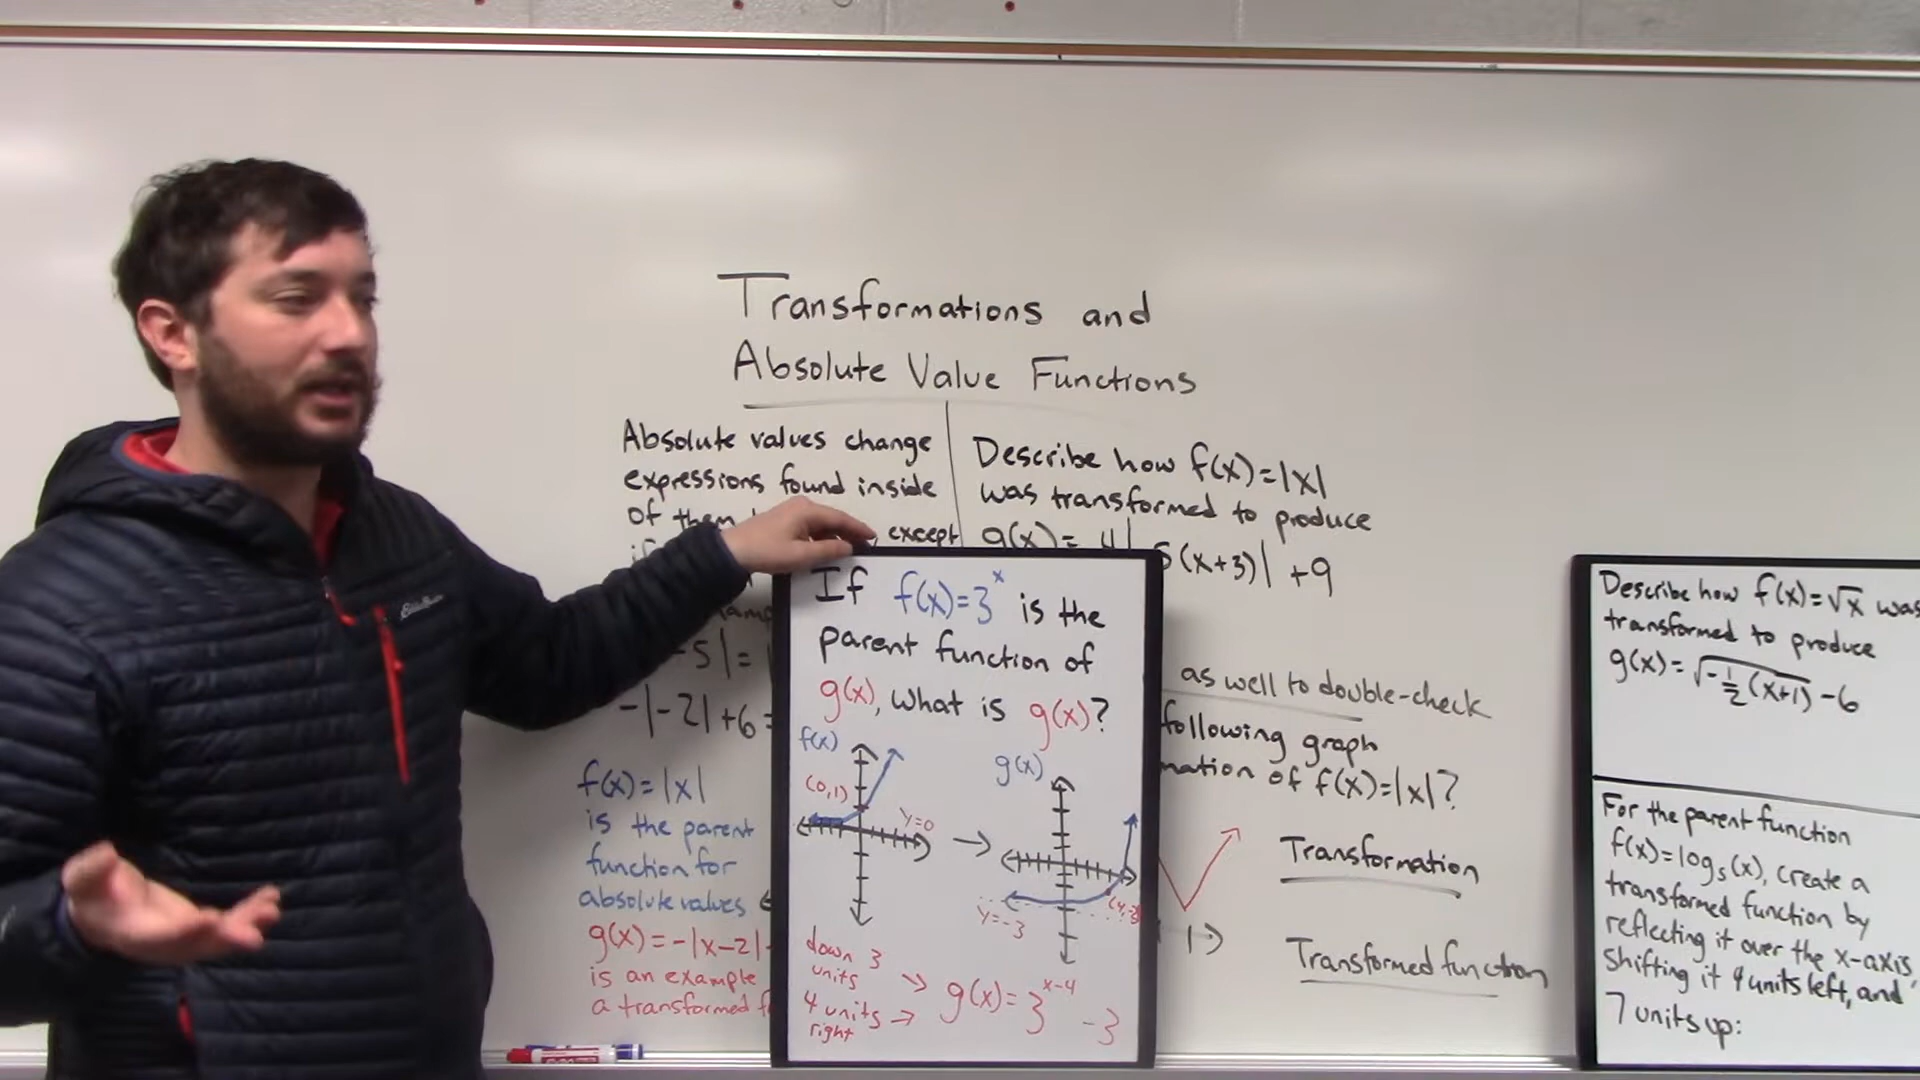 Transformations and
Absolute Value Functions
Absolute values change
expressions found inside
of them
except
-5| =
-|-2|+6=
f(x)=|x|
is the parent
function for
absolute values
g(x)=-|x-2|
is an example
a transformed
Describe how f(x)=|x|
was transformed to produce
g(x)= 4|
(x+3)| +9
as well to double-check
following graph
of f(x)=|x|?
Transformation
Transformed function
If f(x)=3^x is the
parent function of
g(x), what is g(x)?
f(x)
(0,1)
y=0
g(x)
y=-3
down 3
units
4 units
right
g(x)=3^{x-4} -3
Describe how f(x)=√x was
transformed to produce
g(x)=√(-1/2(x+1)) -6
For the parent function
f(x)=log₅(x), create a
transformed function by
reflecting it over the x-axis,
shifting it 4 units left, and
7 units up:
Eddie Bauer